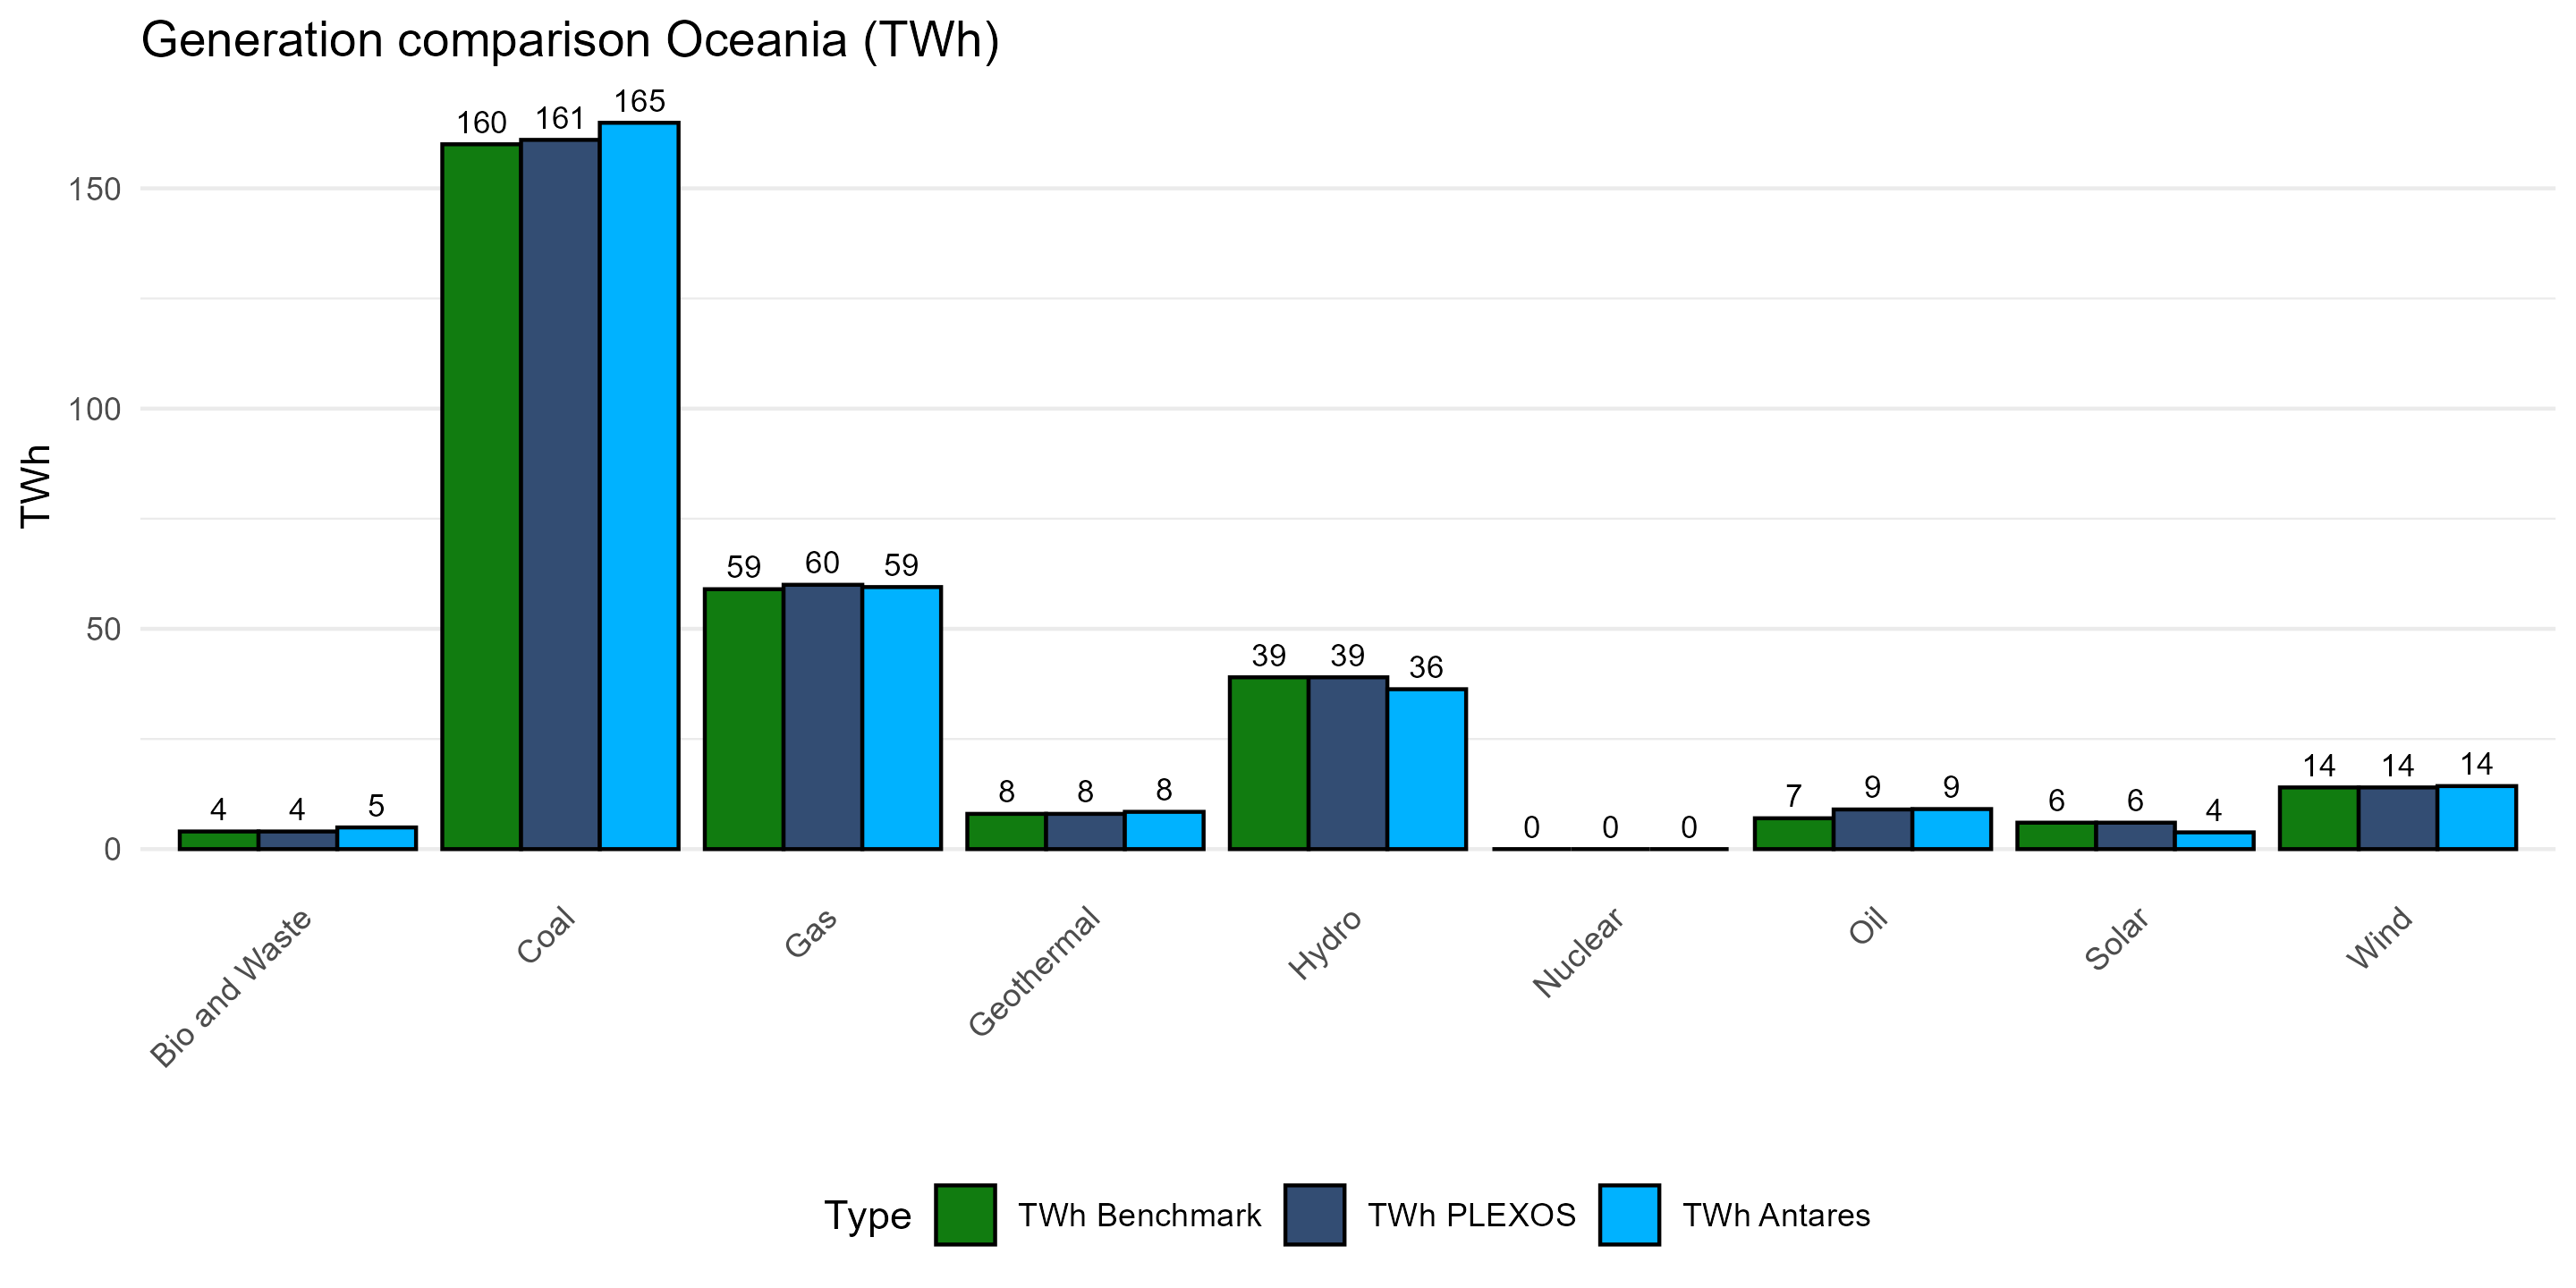 Generation comparison Oceania (TWh)
TWh
150
100
50
0
4 4 5
160 161 165
59 60 59
8 8 8
39 39 36
0 0 0
7 9 9
6 6 4
14 14 14
Bio and Waste
Coal
Gas
Geothermal
Hydro
Nuclear
Oil
Solar
Wind
Type TWh Benchmark TWh PLEXOS TWh Antares